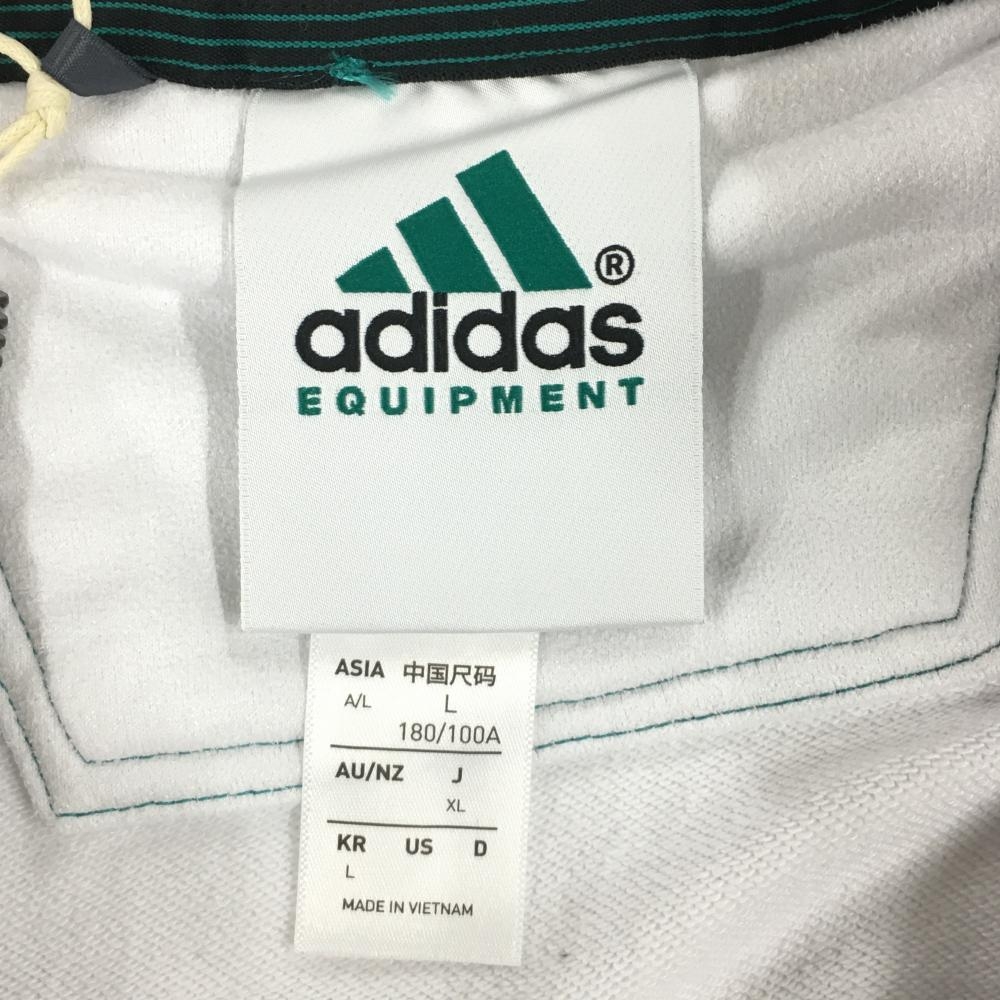 ®
adidas
EQUIPMENT
ASIA 中国尺码
A/L L
180/100A
AU/NZ J
XL
KR US D
L
MADE IN VIETNAM